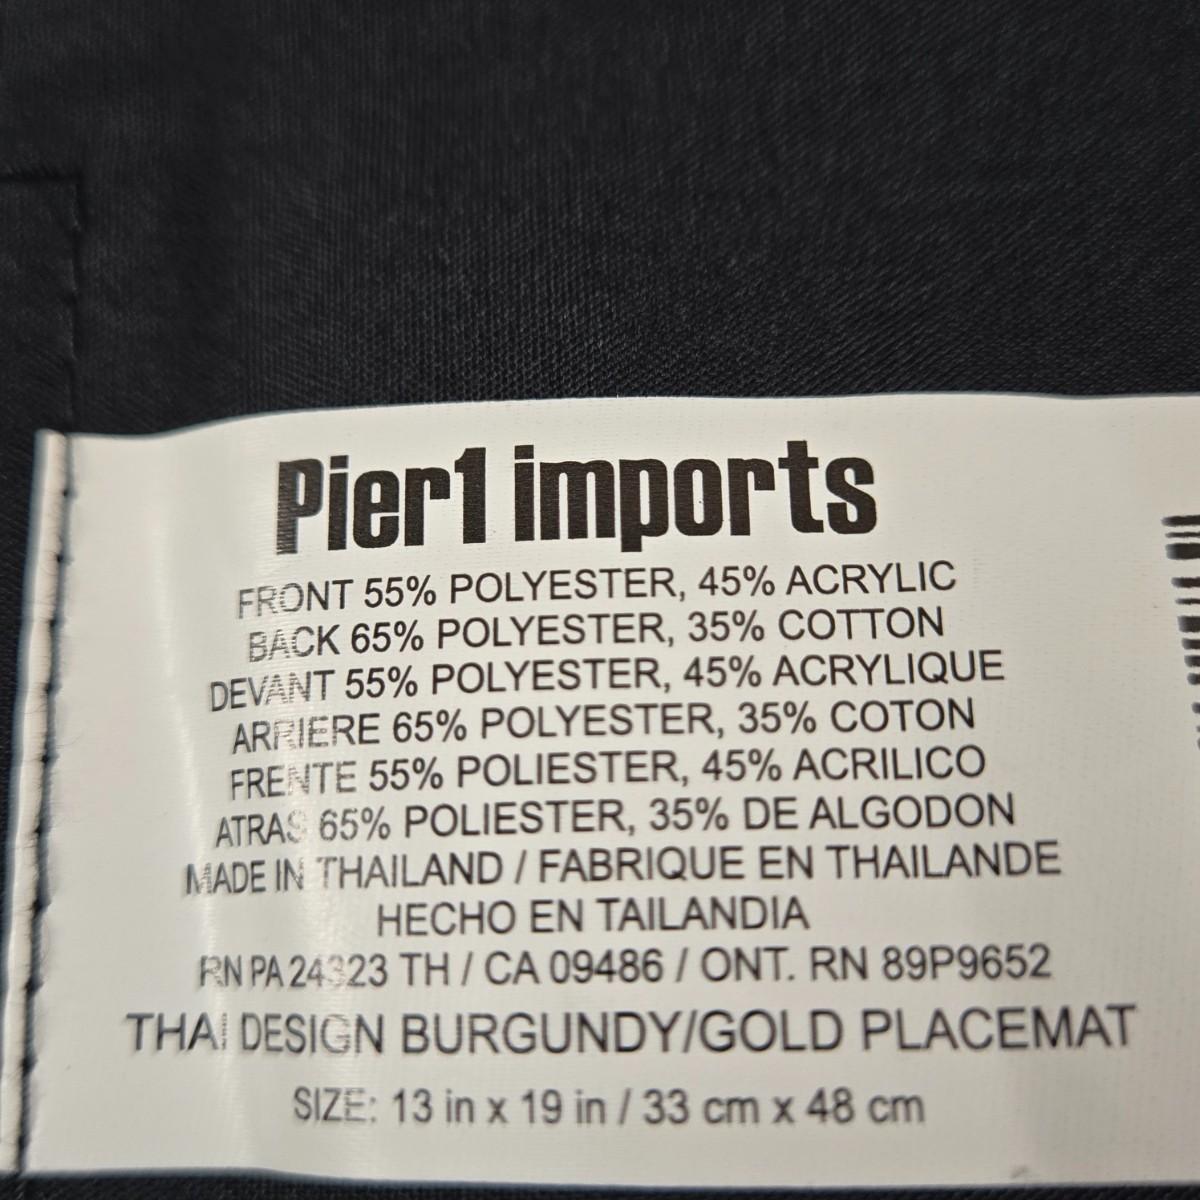 Pier1 imports
FRONT 55% POLYESTER, 45% ACRYLIC
BACK 65% POLYESTER, 35% COTTON
DEVANT 55% POLYESTER, 45% ACRYLIQUE
ARRIERE 65% POLYESTER, 35% COTON
FRENTE 55% POLIESTER, 45% ACRILICO
ATRAS 65% POLIESTER, 35% DE ALGODON
MADE IN THAILAND / FABRIQUE EN THAILANDE
HECHO EN TAILANDIA
RN PA 24323 TH / CA 09486 / ONT. RN 89P9652
THAI DESIGN BURGUNDY/GOLD PLACEMAT
SIZE: 13 in x 19 in / 33 cm x 48 cm